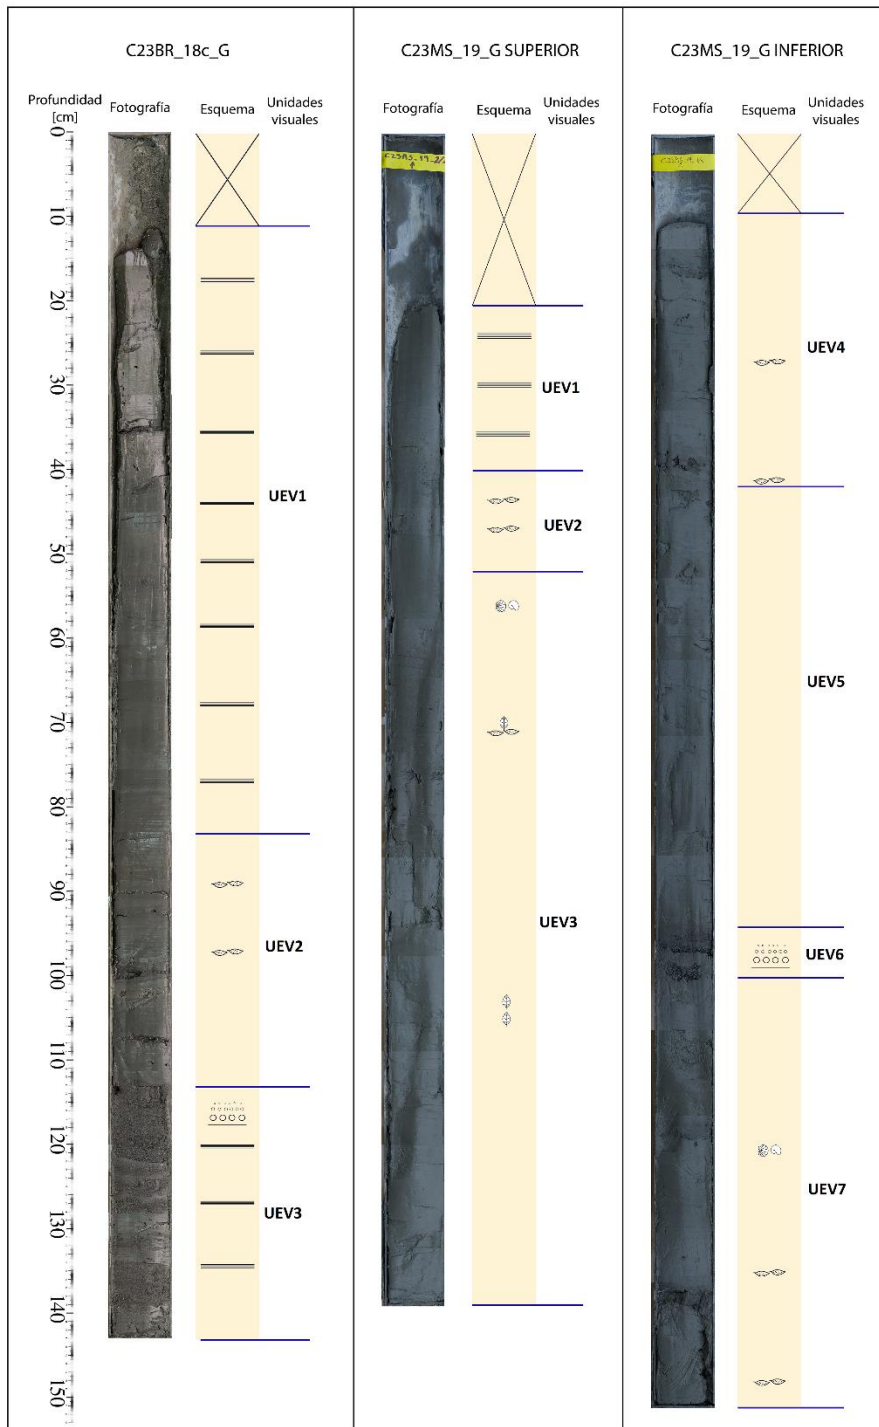 C23BR_18c_G
C23MS_19_G SUPERIOR
C23MS_19_G INFERIOR
Profundidad
[cm]
Fotografía
Esquema
Unidades
visuales
Fotografía
Esquema
Unidades
visuales
Fotografía
Esquema
Unidades
visuales
0
10
20
30
40
50
60
70
80
90
100
110
120
130
140
150
UEV1
UEV2
UEV3
UEV1
UEV2
UEV3
UEV4
UEV5
UEV6
UEV7